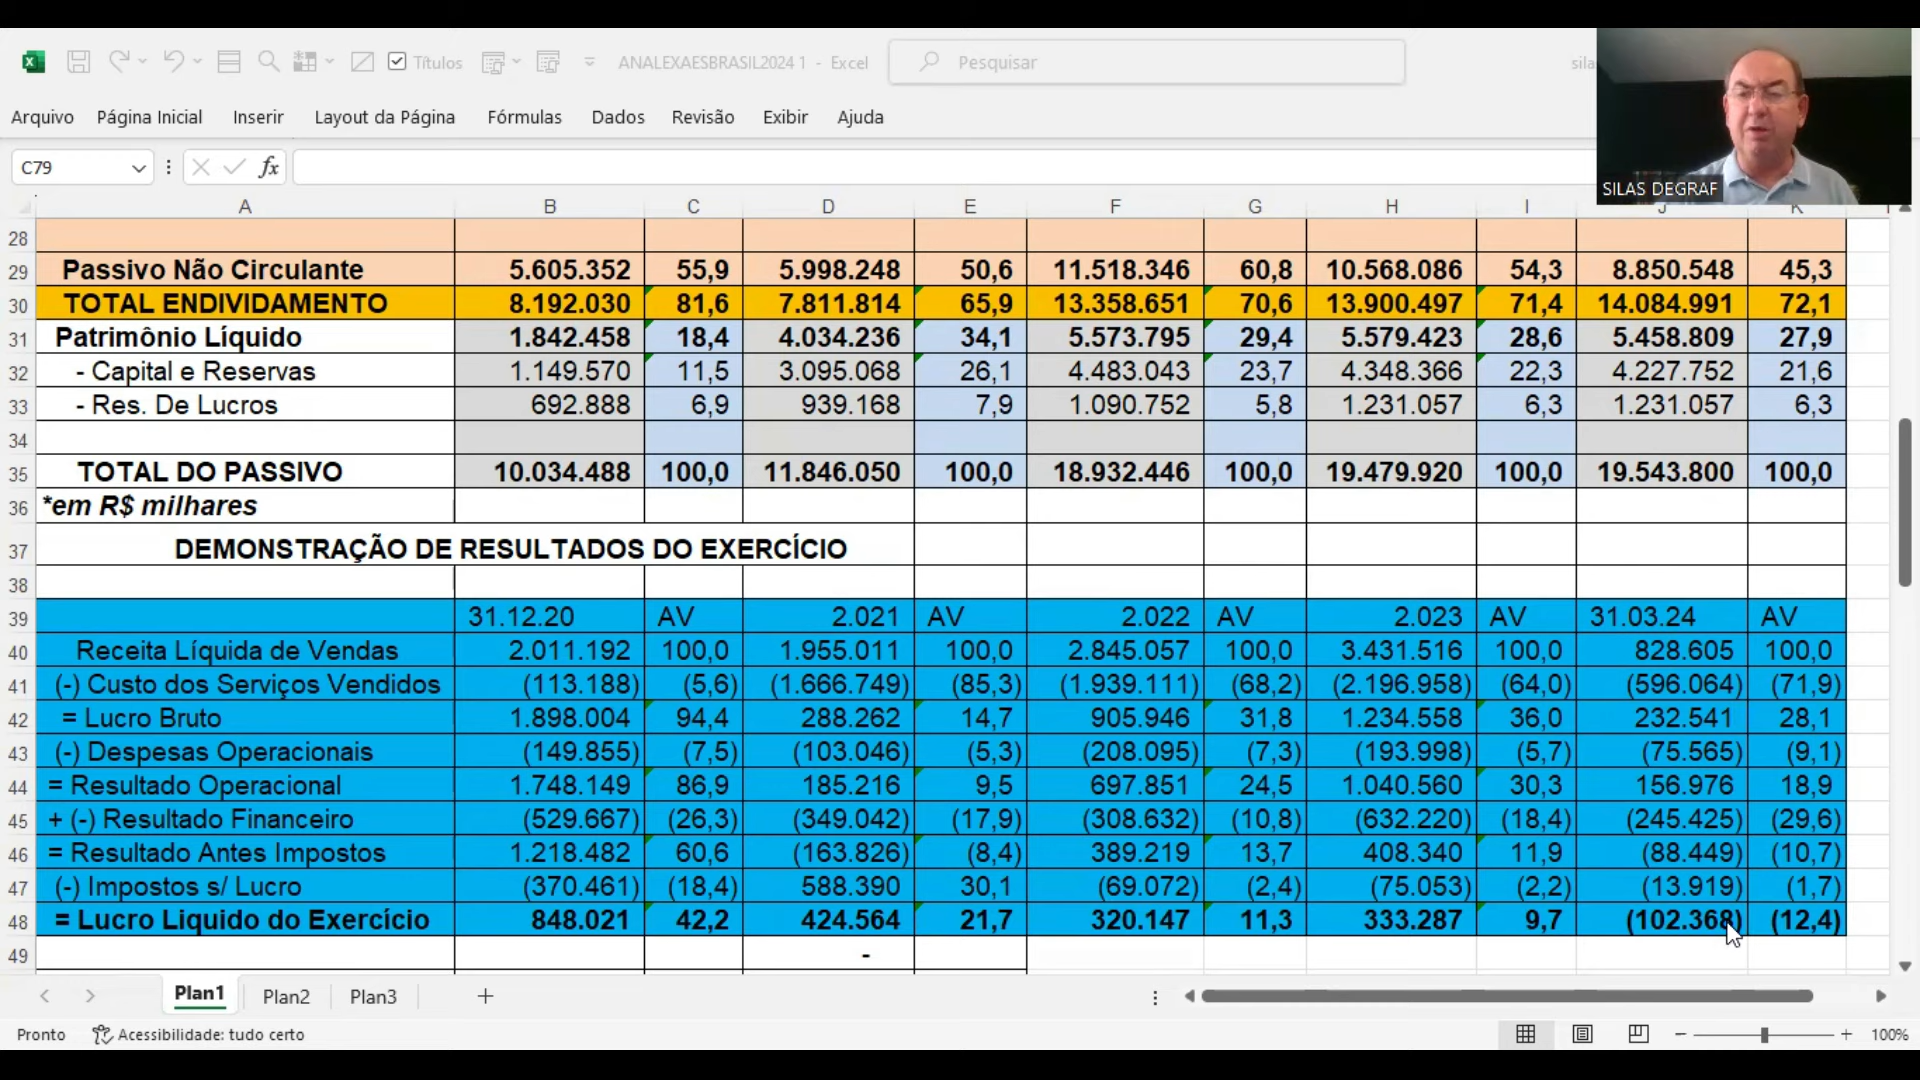 Títulos ANALEXAESBRASIL2024 1 - Excel Pesquisar sila
Arquivo Página Inicial Inserir Layout da Página Fórmulas Dados Revisão Exibir Ajuda
C79 fx
SILAS DEGRAF
A B C D E F G H I J K
28
29 Passivo Não Circulante 5.605.352 55,9 5.998.248 50,6 11.518.346 60,8 10.568.086 54,3 8.850.548 45,3
30 TOTAL ENDIVIDAMENTO 8.192.030 81,6 7.811.814 65,9 13.358.651 70,6 13.900.497 71,4 14.084.991 72,1
31 Patrimônio Líquido 1.842.458 18,4 4.034.236 34,1 5.573.795 29,4 5.579.423 28,6 5.458.809 27,9
32 - Capital e Reservas 1.149.570 11,5 3.095.068 26,1 4.483.043 23,7 4.348.366 22,3 4.227.752 21,6
33 - Res. De Lucros 692.888 6,9 939.168 7,9 1.090.752 5,8 1.231.057 6,3 1.231.057 6,3
34
35 TOTAL DO PASSIVO 10.034.488 100,0 11.846.050 100,0 18.932.446 100,0 19.479.920 100,0 19.543.800 100,0
36 *em R$ milhares
37 DEMONSTRAÇÃO DE RESULTADOS DO EXERCÍCIO
38
39 31.12.20 AV 2.021 AV 2.022 AV 2.023 AV 31.03.24 AV
40 Receita Líquida de Vendas 2.011.192 100,0 1.955.011 100,0 2.845.057 100,0 3.431.516 100,0 828.605 100,0
41 (-) Custo dos Serviços Vendidos (113.188) (5,6) (1.666.749) (85,3) (1.939.111) (68,2) (2.196.958) (64,0) (596.064) (71,9)
42 = Lucro Bruto 1.898.004 94,4 288.262 14,7 905.946 31,8 1.234.558 36,0 232.541 28,1
43 (-) Despesas Operacionais (149.855) (7,5) (103.046) (5,3) (208.095) (7,3) (193.998) (5,7) (75.565) (9,1)
44 = Resultado Operacional 1.748.149 86,9 185.216 9,5 697.851 24,5 1.040.560 30,3 156.976 18,9
45 + (-) Resultado Financeiro (529.667) (26,3) (349.042) (17,9) (308.632) (10,8) (632.220) (18,4) (245.425) (29,6)
46 = Resultado Antes Impostos 1.218.482 60,6 (163.826) (8,4) 389.219 13,7 408.340 11,9 (88.449) (10,7)
47 (-) Impostos s/ Lucro (370.461) (18,4) 588.390 30,1 (69.072) (2,4) (75.053) (2,2) (13.919) (1,7)
48 = Lucro Liquido do Exercício 848.021 42,2 424.564 21,7 320.147 11,3 333.287 9,7 (102.368) (12,4)
49 -
Plan1 Plan2 Plan3
Pronto Acessibilidade: tudo certo 100%